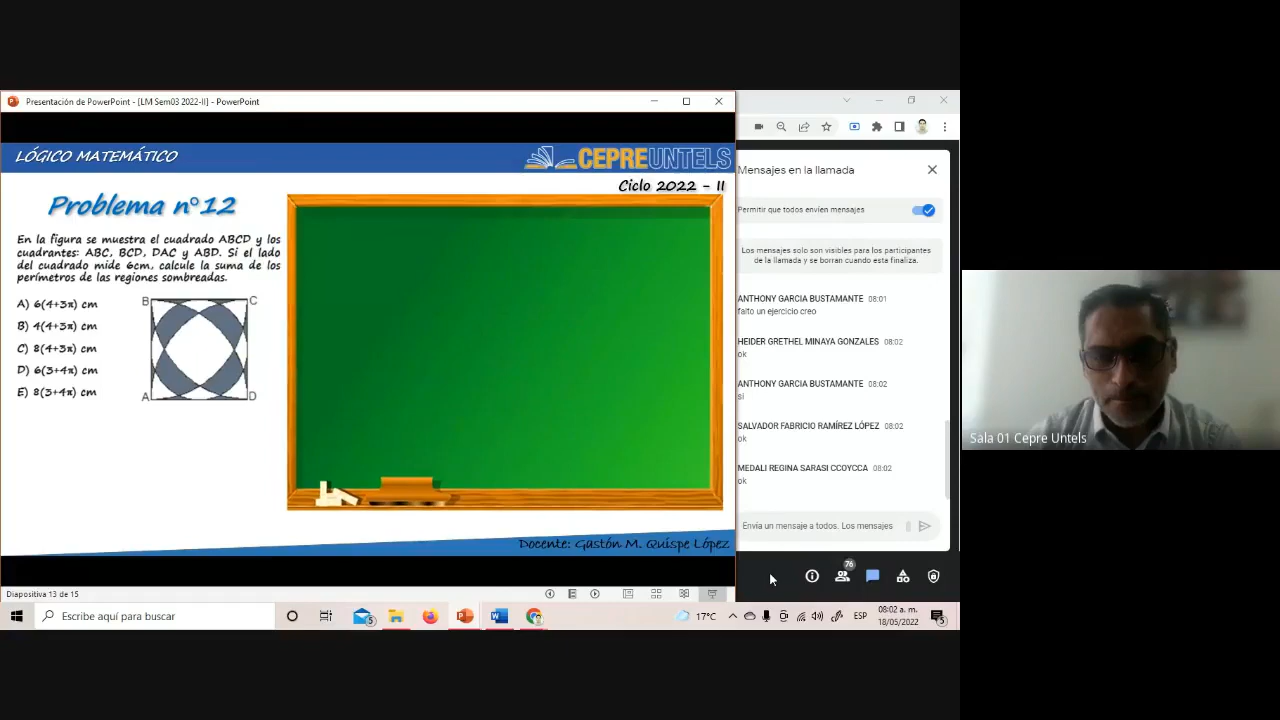 Presentación de PowerPoint - [LM Sem03 2022-II] - PowerPoint
LÓGICO MATEMÁTICO
CEPREUNTELS
Ciclo 2022 - II
Problema n°12
En la figura se muestra el cuadrado ABCD y los
cuadrantes: ABC, BCD, DAC y ABD. Si el lado
del cuadrado mide 6cm, calcule la suma de los
perímetros de las regiones sombreadas.
A) 6(4+3π) cm
B) 4(4+3π) cm
C) 8(4+3π) cm
D) 6(3+4π) cm
E) 8(3+4π) cm
B
C
A
D
Docente: Gastón M. Quispe López
Diapositiva 13 de 15
Mensajes en la llamada
Permitir que todos envíen mensajes
Los mensajes solo son visibles para los participantes
de la llamada y se borran cuando esta finaliza.
ANTHONY GARCIA BUSTAMANTE 08:01
falto un ejercicio creo
HEIDER GRETHEL MINAYA GONZALES 08:02
ok
ANTHONY GARCIA BUSTAMANTE 08:02
si
SALVADOR FABRICIO RAMÍREZ LÓPEZ 08:02
ok
MEDALI REGINA SARASI CCOYCCA 08:02
ok
Envía un mensaje a todos. Los mensajes
76
Sala 01 Cepre Untels
Escribe aquí para buscar
5
17°C
ESP
08:02 a. m.
18/05/2022
5